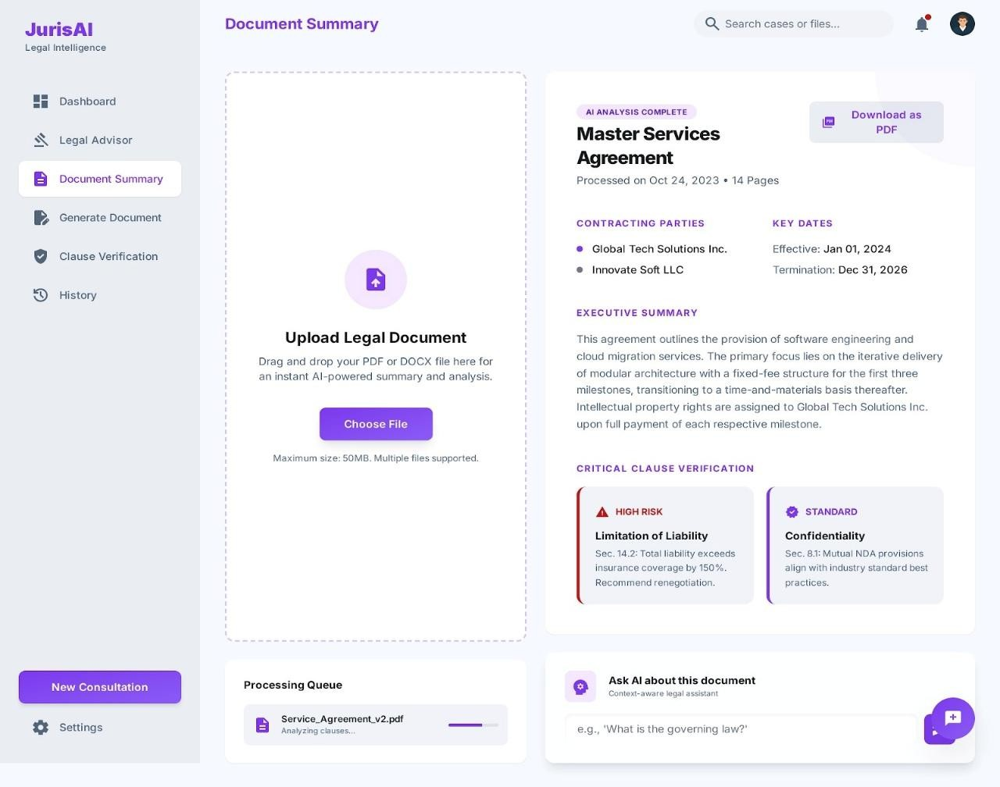 JurisAI
Legal Intelligence
Dashboard
Legal Advisor
Document Summary
Generate Document
Clause Verification
History
New Consultation
Settings
Document Summary
Search cases or files...
Upload Legal Document
Drag and drop your PDF or DOCX file here for
an instant AI-powered summary and analysis.
Choose File
Maximum size: 50MB. Multiple files supported.
Processing Queue
Service_Agreement_v2.pdf
Analyzing clauses...
AI ANALYSIS COMPLETE
Master Services
Agreement
Processed on Oct 24, 2023 • 14 Pages
PDF
Download as
PDF
CONTRACTING PARTIES
Global Tech Solutions Inc.
Innovate Soft LLC
KEY DATES
Effective: Jan 01, 2024
Termination: Dec 31, 2026
EXECUTIVE SUMMARY
This agreement outlines the provision of software engineering and
cloud migration services. The primary focus lies on the iterative delivery
of modular architecture with a fixed-fee structure for the first three
milestones, transitioning to a time-and-materials basis thereafter.
Intellectual property rights are assigned to Global Tech Solutions Inc.
upon full payment of each respective milestone.
CRITICAL CLAUSE VERIFICATION
HIGH RISK
Limitation of Liability
Sec. 14.2: Total liability exceeds
insurance coverage by 150%.
Recommend renegotiation.
STANDARD
Confidentiality
Sec. 8.1: Mutual NDA provisions
align with industry standard best
practices.
Ask AI about this document
Context-aware legal assistant
e.g., 'What is the governing law?'